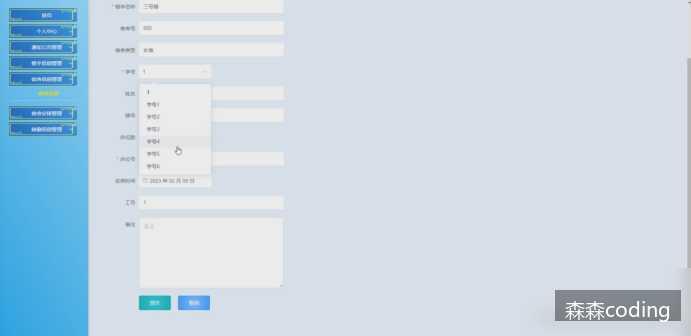 首页
个人中心
通知公告管理
楼宇信息管理
宿舍信息管理
宿舍安排管理
缺勤信息管理
* 楼宇名称 三号楼
宿舍号 502
宿舍类型 女宿
* 学号 1
姓名
1
学号1
楼号
学号2
学号3
床位数
学号4
学号5
* 床位号
学号6
安排时间 2023 年 02 月 09 日
工号 1
备注 备注
提交 取消
森森coding